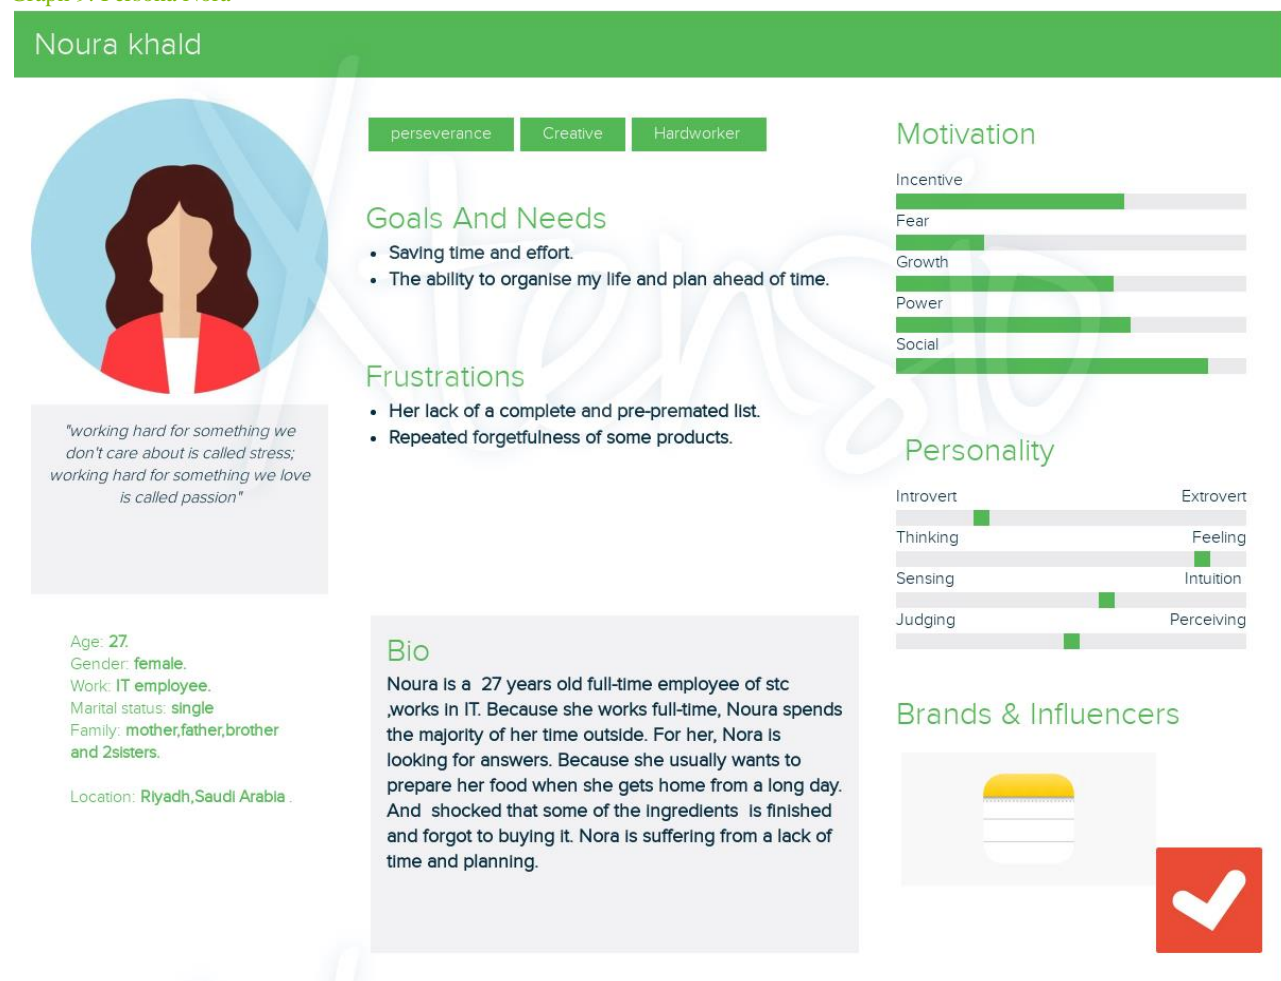 Noura khald
perseverance
Creative
Hardworker
Goals And Needs
• Saving time and effort.
• The ability to organise my life and plan ahead of time.
Frustrations
• Her lack of a complete and pre-premated list.
• Repeated forgetfulness of some products.
"working hard for something we
don't care about is called stress;
working hard for something we love
is called passion"
Age: 27.
Gender: female.
Work: IT employee.
Marital status: single
Family: mother,father,brother
and 2sisters.
Location: Riyadh,Saudi Arabia .
Bio
Noura is a 27 years old full-time employee of stc
,works in IT. Because she works full-time, Noura spends
the majority of her time outside. For her, Nora is
looking for answers. Because she usually wants to
prepare her food when she gets home from a long day.
And shocked that some of the ingredients is finished
and forgot to buying it. Nora is suffering from a lack of
time and planning.
Motivation
Incentive
Fear
Growth
Power
Social
Personality
Introvert Extrovert
Thinking Feeling
Sensing Intuition
Judging Perceiving
Brands & Influencers
Xtensio